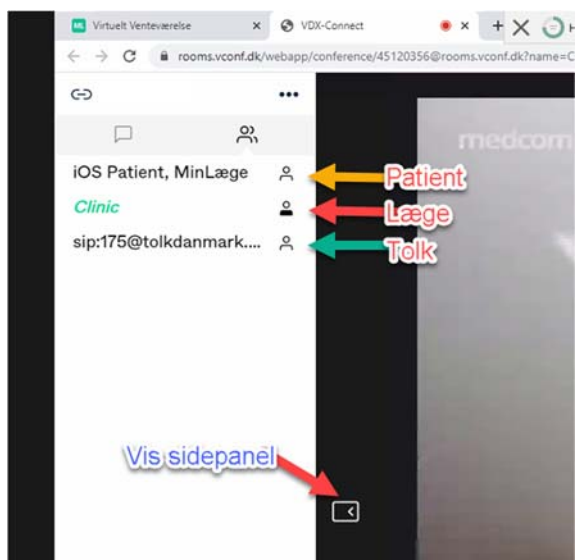 ML Virtuelt Venteværelse
VDX-Connect
H
rooms.vconf.dk/webapp/conference/45120356@rooms.vconf.dk?name=C
iOS Patient, MinLæge
Patient
Clinic
Læge
sip:175@tolkdanmark....
Tolk
medcom
Vis sidepanel